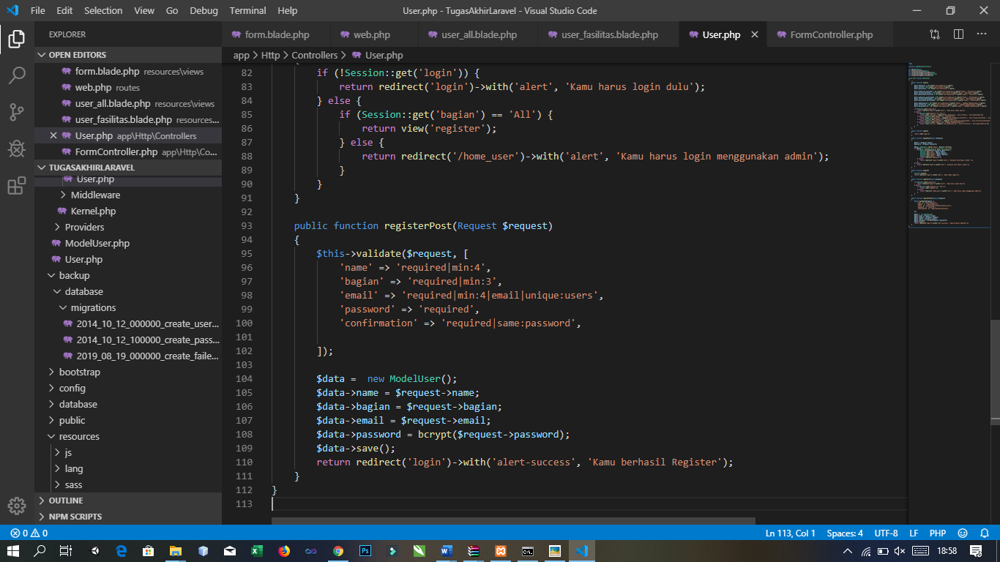 File Edit Selection View Go Debug Terminal Help User.php - TugasAkhirLaravel - Visual Studio Code
EXPLORER
OPEN EDITORS
form.blade.php resources\views
web.php routes
user_all.blade.php resources\views
user_fasilitas.blade.php resources...
User.php app\Http\Controllers
FormController.php app\Http\Co...
TUGASAKHIRLARAVEL
User.php
Middleware
Kernel.php
Providers
ModelUser.php
User.php
backup
database
migrations
2014_10_12_000000_create_user...
2014_10_12_100000_create_pass...
2019_08_19_000000_create_faile...
bootstrap
config
database
public
resources
js
lang
sass
OUTLINE
NPM SCRIPTS
form.blade.php web.php user_all.blade.php user_fasilitas.blade.php User.php FormController.php
app > Http > Controllers > User.php
82 if (!Session::get('login')) {
83 return redirect('login')->with('alert', 'Kamu harus login dulu');
84 } else {
85 if (Session::get('bagian') == 'All') {
86 return view('register');
87 } else {
88 return redirect('/home_user')->with('alert', 'Kamu harus login menggunakan admin');
89 }
90 }
91 }
92
93 public function registerPost(Request $request)
94 {
95 $this->validate($request, [
96 'name' => 'required|min:4',
97 'bagian' => 'required|min:3',
98 'email' => 'required|min:4|email|unique:users',
99 'password' => 'required',
100 'confirmation' => 'required|same:password',
101
102 ]);
103
104 $data =  new ModelUser();
105 $data->name = $request->name;
106 $data->bagian = $request->bagian;
107 $data->email = $request->email;
108 $data->password = bcrypt($request->password);
109 $data->save();
110 return redirect('login')->with('alert-success', 'Kamu berhasil Register');
111 }
112 }
113
0 0 Ln 113, Col 1 Spaces: 4 UTF-8 LF PHP
18:58